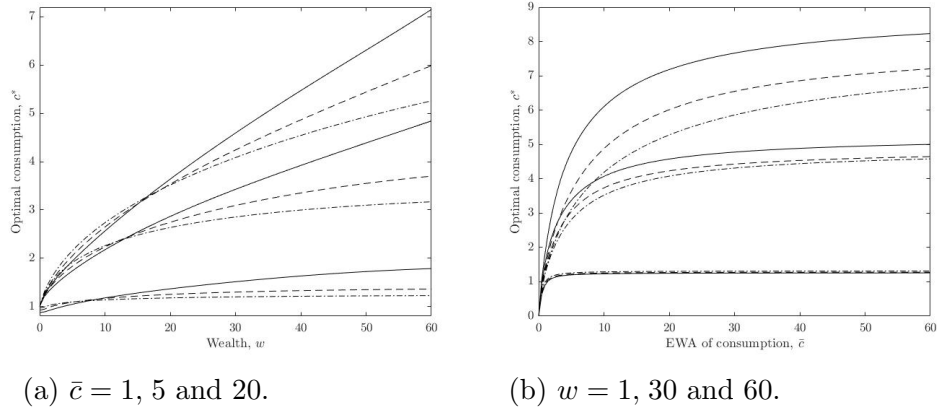 7
6
5
4
3
2
1
Optimal consumption, c*
0 10 20 30 40 50 60
Wealth, w
(a) c̄ = 1, 5 and 20.
9
8
7
6
5
4
3
2
1
0
Optimal consumption, c*
0 10 20 30 40 50 60
EWA of consumption, c̄
(b) w = 1, 30 and 60.